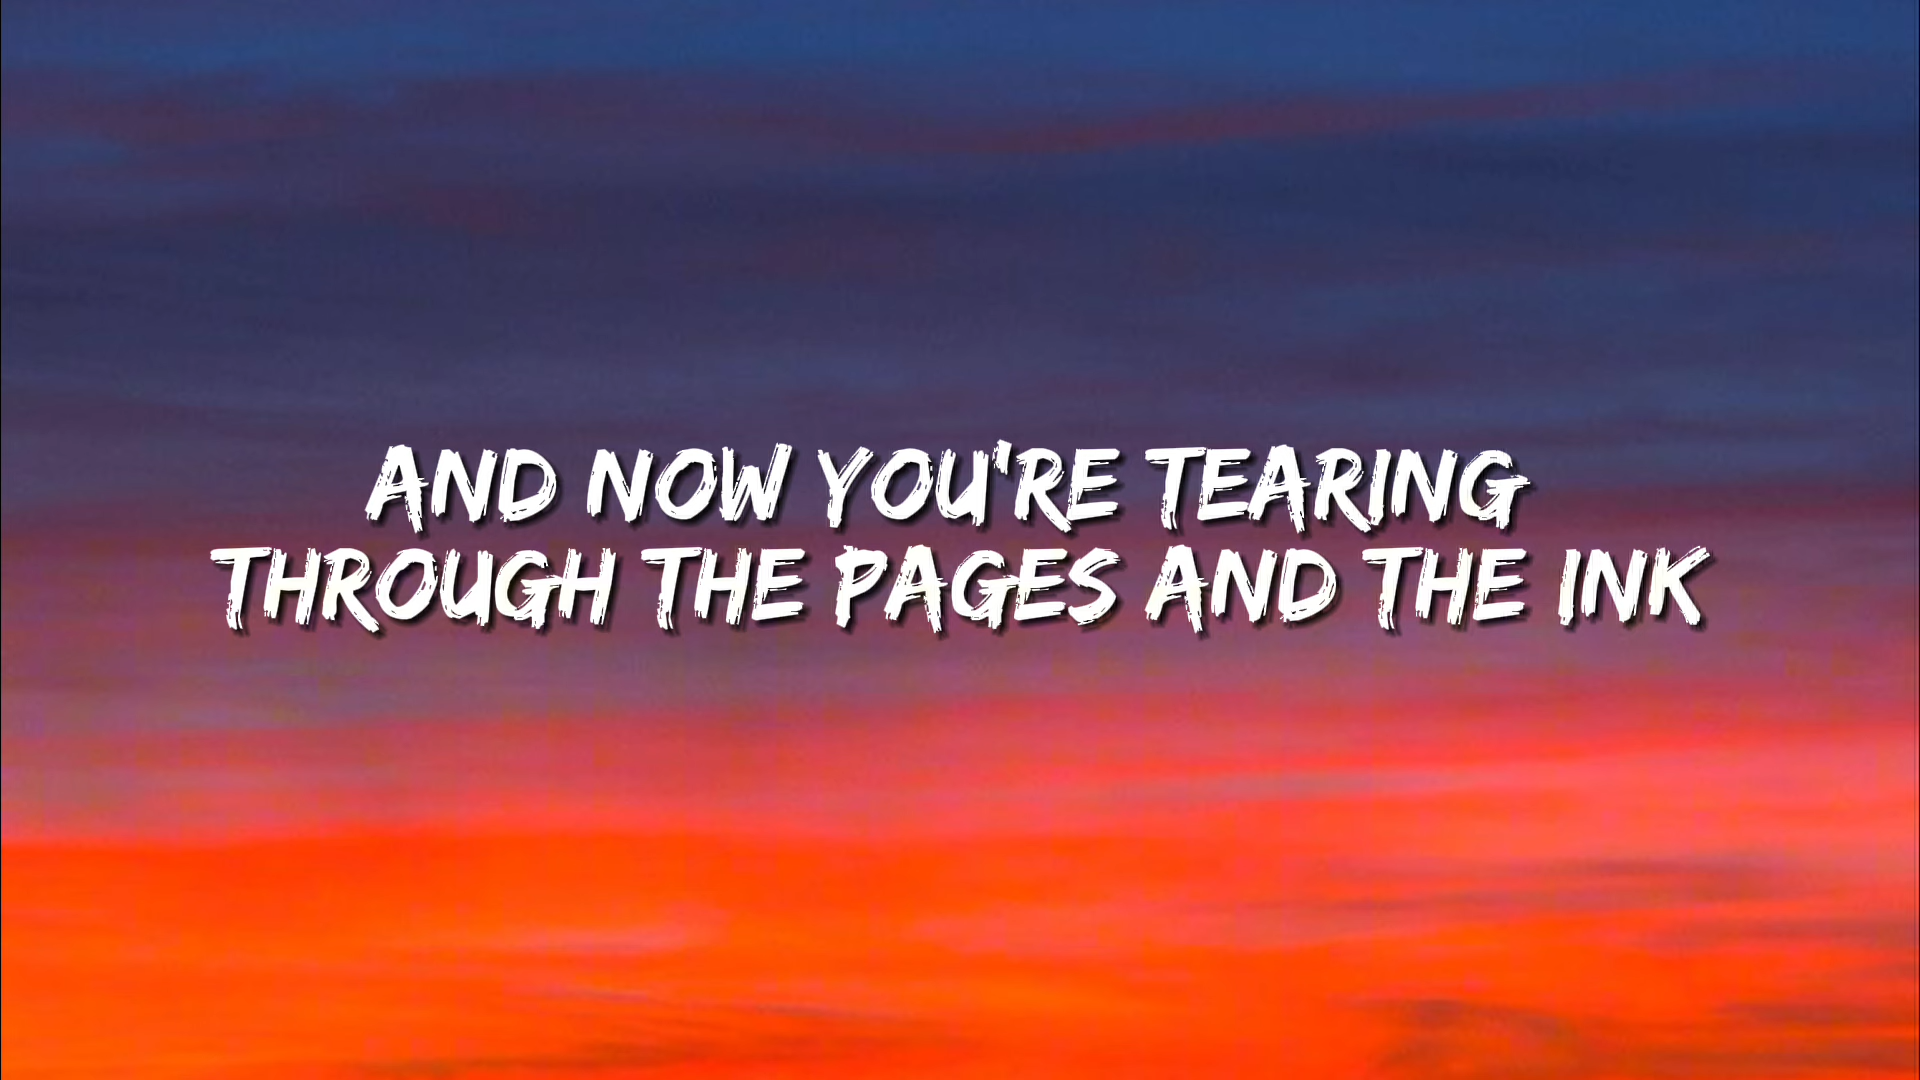 AND NOW YOU'RE TEARING
THROUGH THE PAGES AND THE INK